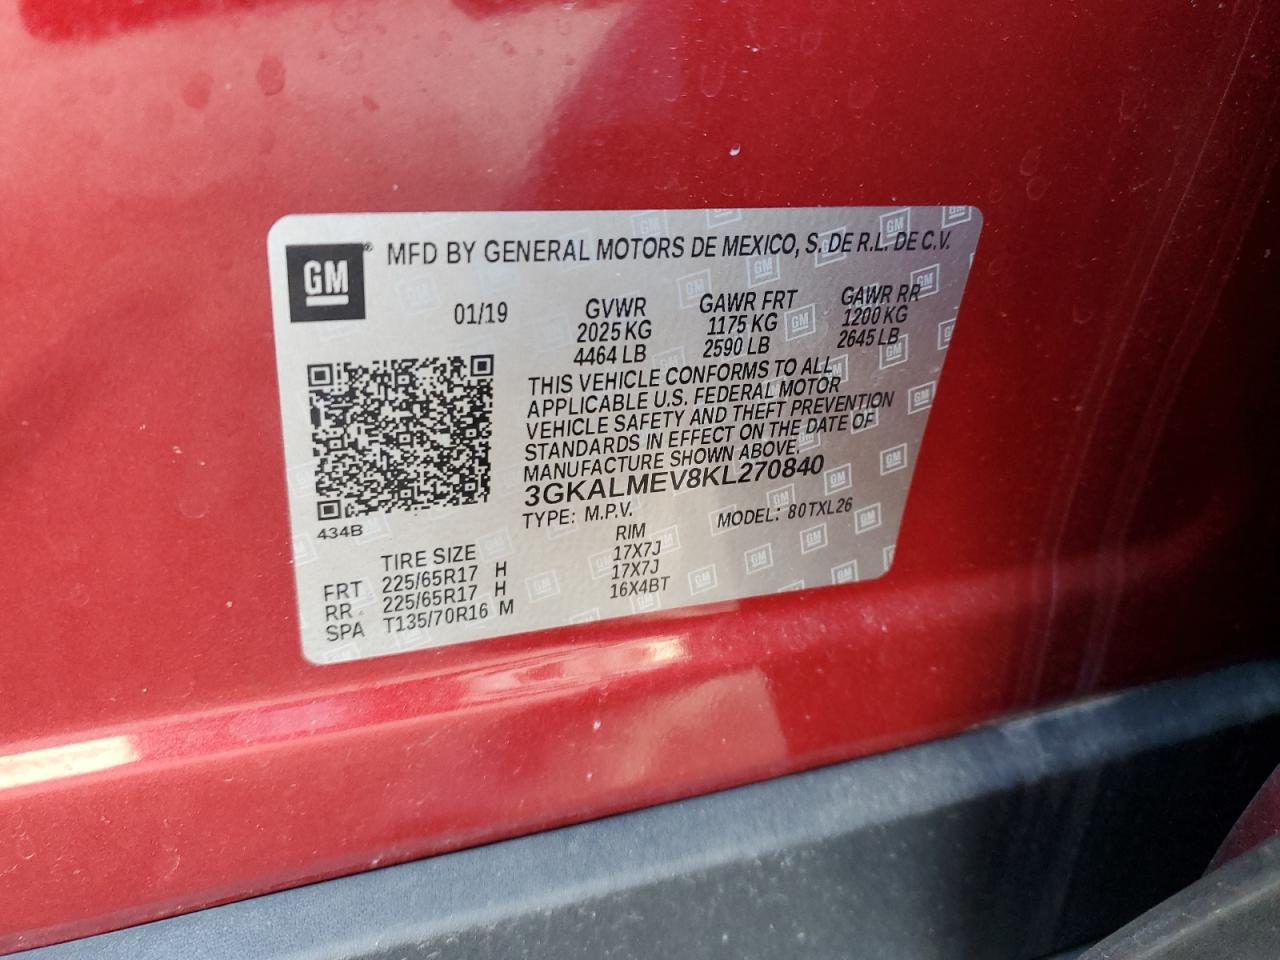 GM® MFD BY GENERAL MOTORS DE MEXICO, S. DE R.L. DE C.V.
01/19 GVWR GAWR FRT GAWR RR
2025 KG 1175 KG 1200 KG
4464 LB 2590 LB 2645 LB
THIS VEHICLE CONFORMS TO ALL
APPLICABLE U.S. FEDERAL MOTOR
VEHICLE SAFETY AND THEFT PREVENTION
STANDARDS IN EFFECT ON THE DATE OF
MANUFACTURE SHOWN ABOVE.
3GKALMEV8KL270840
TYPE: M.P.V. MODEL: 80TXL26
434B
TIRE SIZE RIM
FRT 225/65R17 H 17X7J
RR 225/65R17 H 17X7J
SPA T135/70R16 M 16X4BT